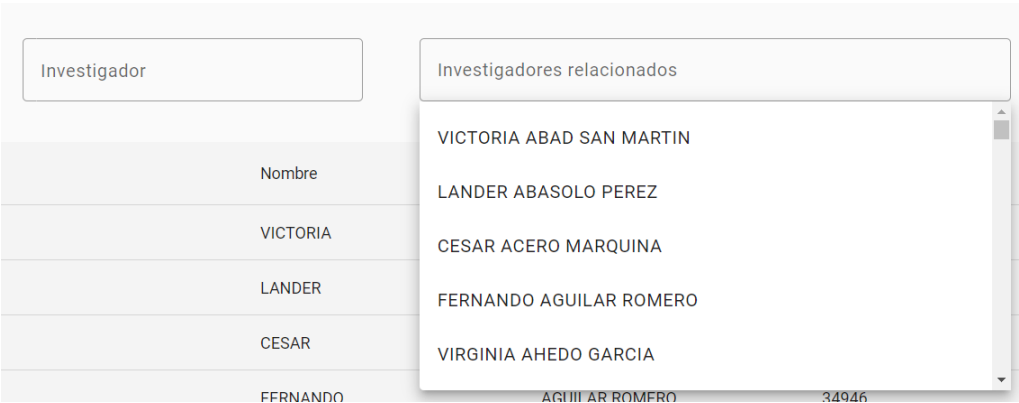 Investigador
Investigadores relacionados
VICTORIA ABAD SAN MARTIN
LANDER ABASOLO PEREZ
CESAR ACERO MARQUINA
FERNANDO AGUILAR ROMERO
VIRGINIA AHEDO GARCIA
Nombre
VICTORIA
LANDER
CESAR
FERNANDO AGUILAR ROMERO 34946